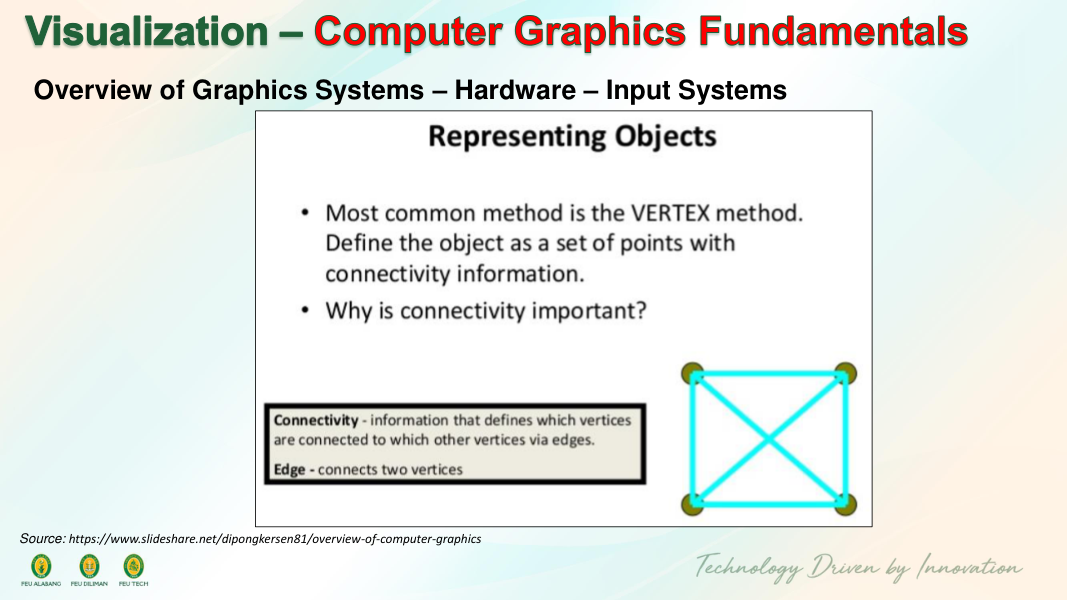 Visualization – Computer Graphics Fundamentals
Overview of Graphics Systems – Hardware – Input Systems
Representing Objects
• Most common method is the VERTEX method.
Define the object as a set of points with
connectivity information.
• Why is connectivity important?
Connectivity - information that defines which vertices
are connected to which other vertices via edges.
Edge - connects two vertices
Source: https://www.slideshare.net/dipongkersen81/overview-of-computer-graphics
FEU ALABANG FEU DILIMAN FEU TECH
Technology Driven by Innovation